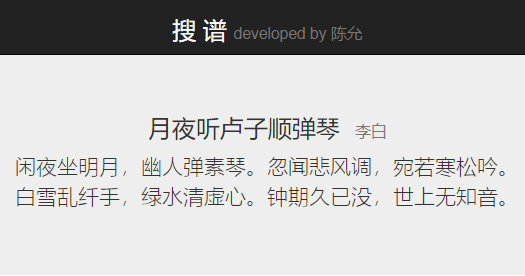 搜 谱 developed by 陈允
月夜听卢子顺弹琴 李白
闲夜坐明月，幽人弹素琴。忽闻悲风调，宛若寒松吟。
白雪乱纤手，绿水清虚心。钟期久已没，世上无知音。